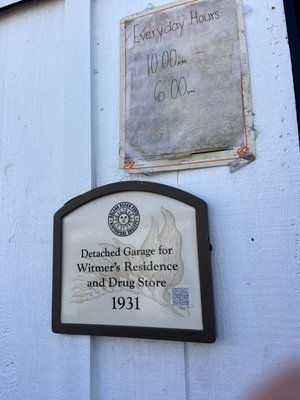 Everyday Hours:
10:00 AM -
6:00 PM
Detached Garage for
Witmer's Residence
and Drug Store
1931